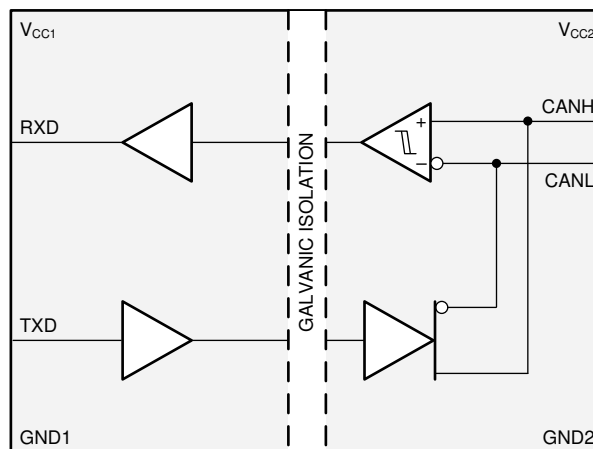 VCC1
VCC2
RXD
CANH
+
−
CANL
GALVANIC ISOLATION
TXD
GND1
GND2